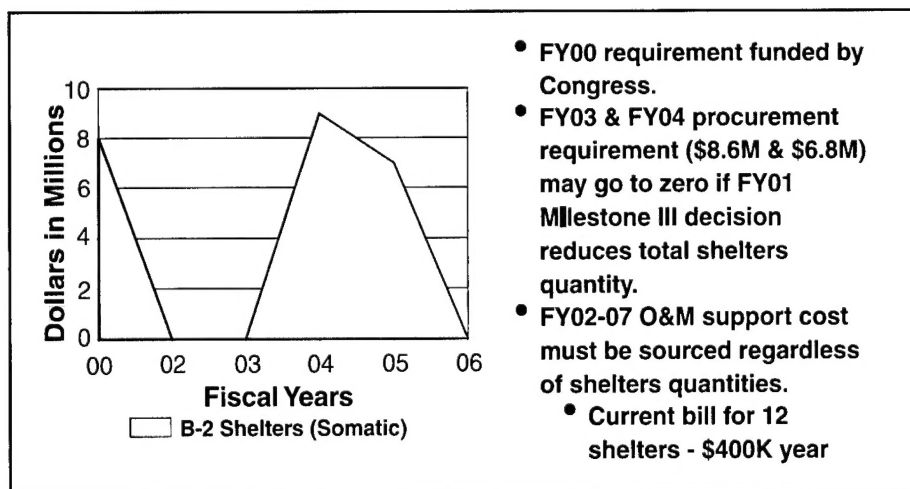 10
8
6
4
2
0
Dollars in Millions
00 02 03 04 05 06
Fiscal Years
B-2 Shelters (Somatic)
• FY00 requirement funded by
Congress.
• FY03 & FY04 procurement
requirement ($8.6M & $6.8M)
may go to zero if FY01
Milestone III decision
reduces total shelters
quantity.
• FY02-07 O&M support cost
must be sourced regardless
of shelters quantities.
• Current bill for 12
shelters - $400K year